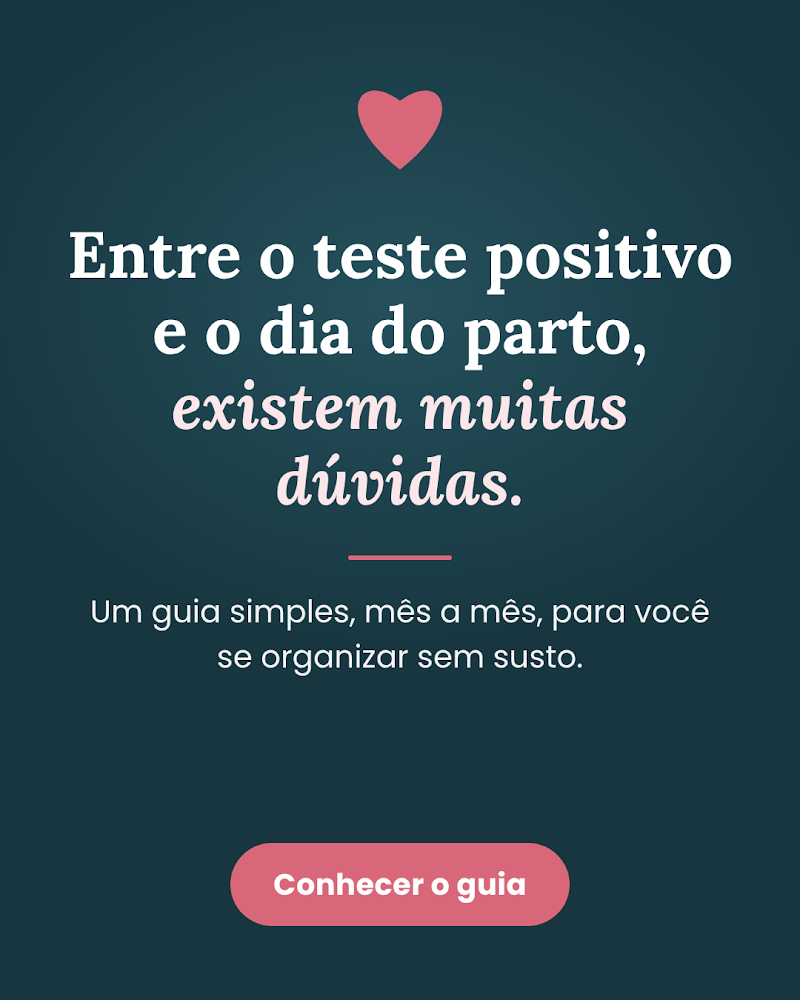 Entre o teste positivo
e o dia do parto,
existem muitas
dúvidas.
Um guia simples, mês a mês, para você
se organizar sem susto.
Conhecer o guia